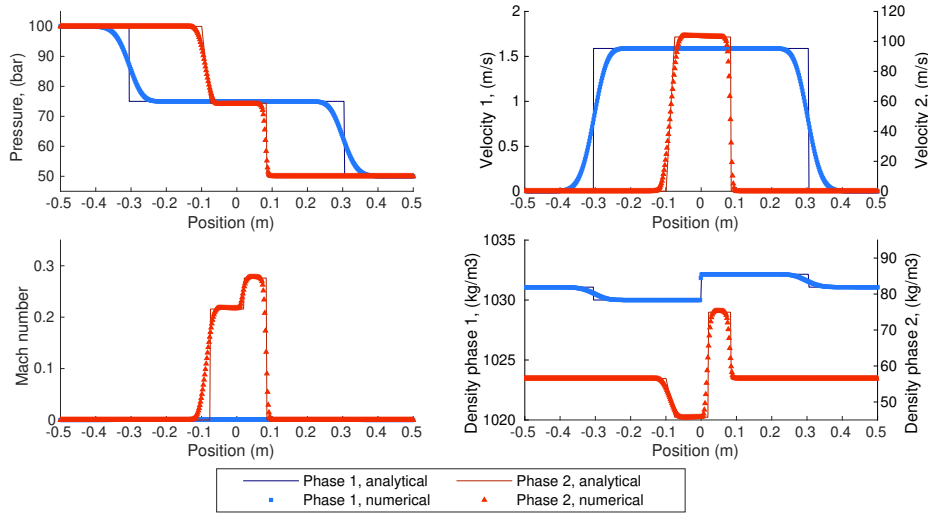 100
90
80
70
60
50
Pressure, (bar)
-0.5 -0.4 -0.3 -0.2 -0.1 0 0.1 0.2 0.3 0.4 0.5
Position (m)
2
1.5
1
0.5
0
Velocity 1, (m/s)
120
100
80
60
40
20
0
Velocity 2, (m/s)
-0.5 -0.4 -0.3 -0.2 -0.1 0 0.1 0.2 0.3 0.4 0.5
Position (m)
0.3
0.2
0.1
0
Mach number
-0.5 -0.4 -0.3 -0.2 -0.1 0 0.1 0.2 0.3 0.4 0.5
Position (m)
1035
1030
1025
1020
Density phase 1, (kg/m3)
90
80
70
60
50
Density phase 2, (kg/m3)
-0.5 -0.4 -0.3 -0.2 -0.1 0 0.1 0.2 0.3 0.4 0.5
Position (m)
Phase 1, analytical Phase 2, analytical
Phase 1, numerical Phase 2, numerical